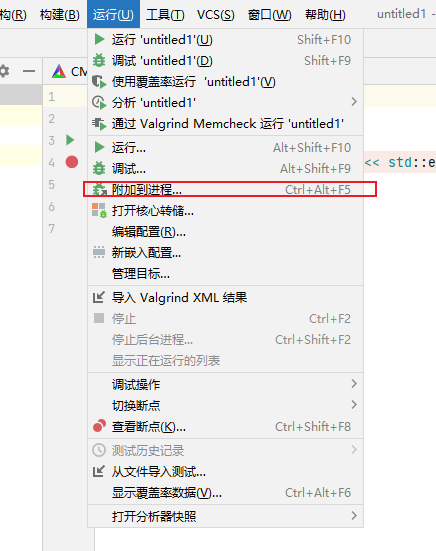 构(R) 构建(B) 运行(U) 工具(T) VCS(S) 窗口(W) 帮助(H) untitled1 -
运行 'untitled1'(U) Shift+F10
调试 'untitled1'(D) Shift+F9
CM
使用覆盖率运行 'untitled1'(V)
1
分析 'untitled1'
2
通过 Valgrind Memcheck 运行 'untitled1'
3
运行... Alt+Shift+F10
4
调试... Alt+Shift+F9
<< std::e
5
附加到进程... Ctrl+Alt+F5
6
打开核心转储...
7
编辑配置(R)...
新嵌入配置...
管理目标...
导入 Valgrind XML 结果
停止 Ctrl+F2
停止后台进程... Ctrl+Shift+F2
显示正在运行的列表
调试操作
切换断点
查看断点(K)... Ctrl+Shift+F8
测试历史记录
从文件导入测试...
显示覆盖率数据(V)... Ctrl+Alt+F6
打开分析器快照